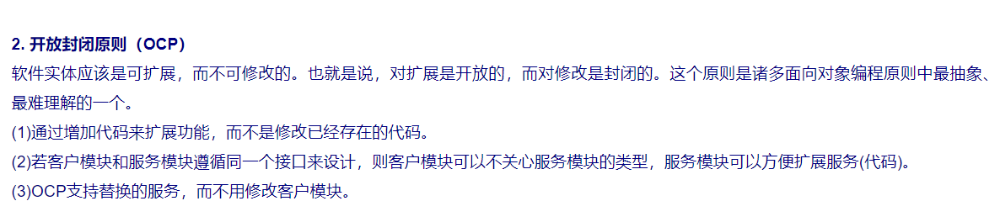 2. 开放封闭原则（OCP）
软件实体应该是可扩展，而不可修改的。也就是说，对扩展是开放的，而对修改是封闭的。这个原则是诸多面向对象编程原则中最抽象、
最难理解的一个。
(1)通过增加代码来扩展功能，而不是修改已经存在的代码。
(2)若客户模块和服务模块遵循同一个接口来设计，则客户模块可以不关心服务模块的类型，服务模块可以方便扩展服务(代码)。
(3)OCP支持替换的服务，而不用修改客户模块。